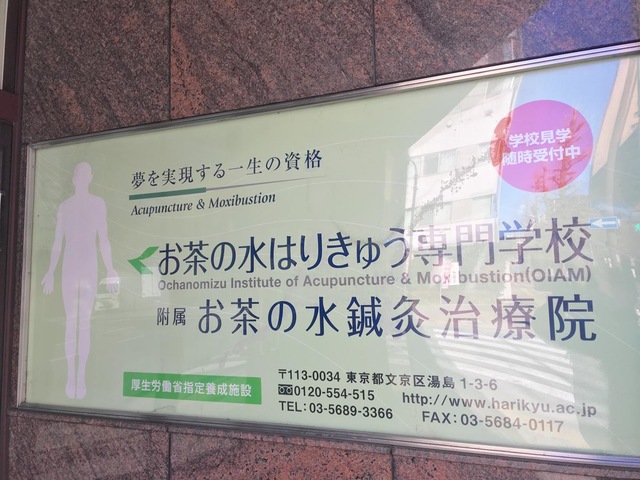 学校見学
随時受付中
夢を実現する一生の資格
Acupuncture & Moxibustion
お茶の水はりきゅう専門学校
Ochanomizu Institute of Acupuncture & Moxibustion(OIAM)
附属 お茶の水鍼灸治療院
厚生労働省指定養成施設
〒113-0034 東京都文京区湯島 1-3-6
0120-554-515 http://www.harikyu.ac.jp
TEL: 03-5689-3366 FAX: 03-5684-0117